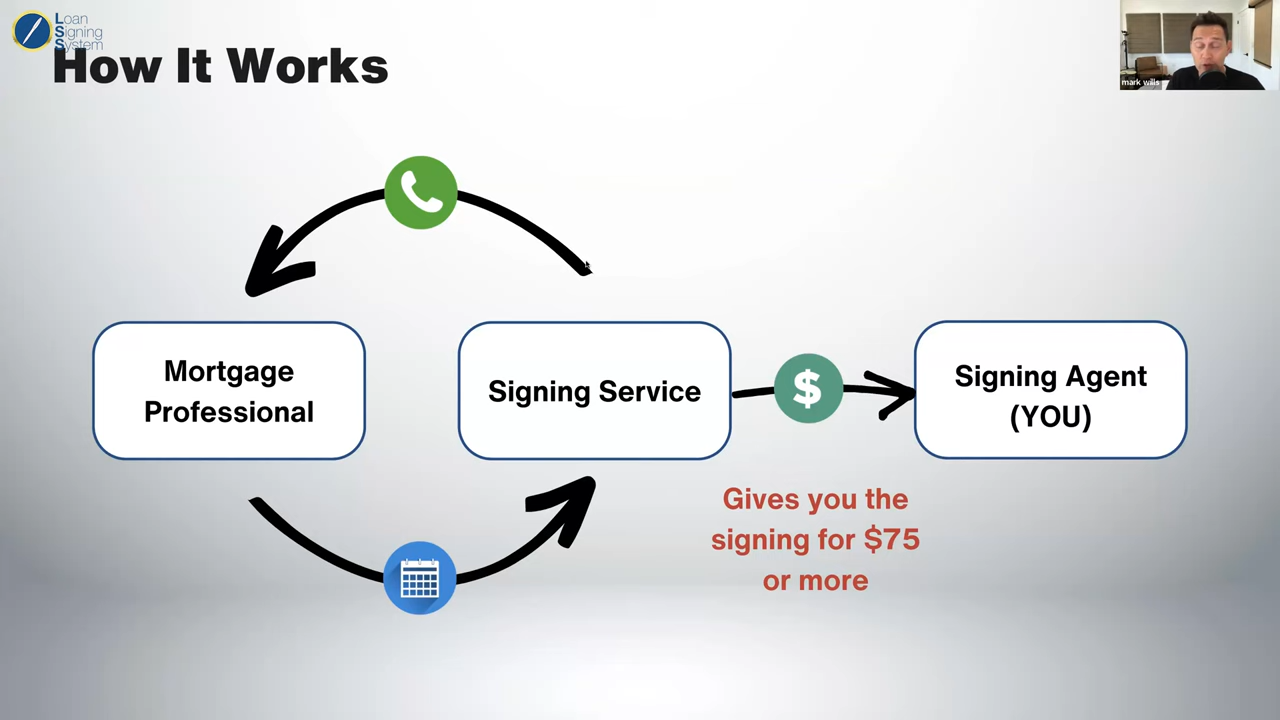 Loan
Signing
System
How It Works
mark wills
Mortgage
Professional
Signing Service
$
Signing Agent
(YOU)
Gives you the
signing for $75
or more